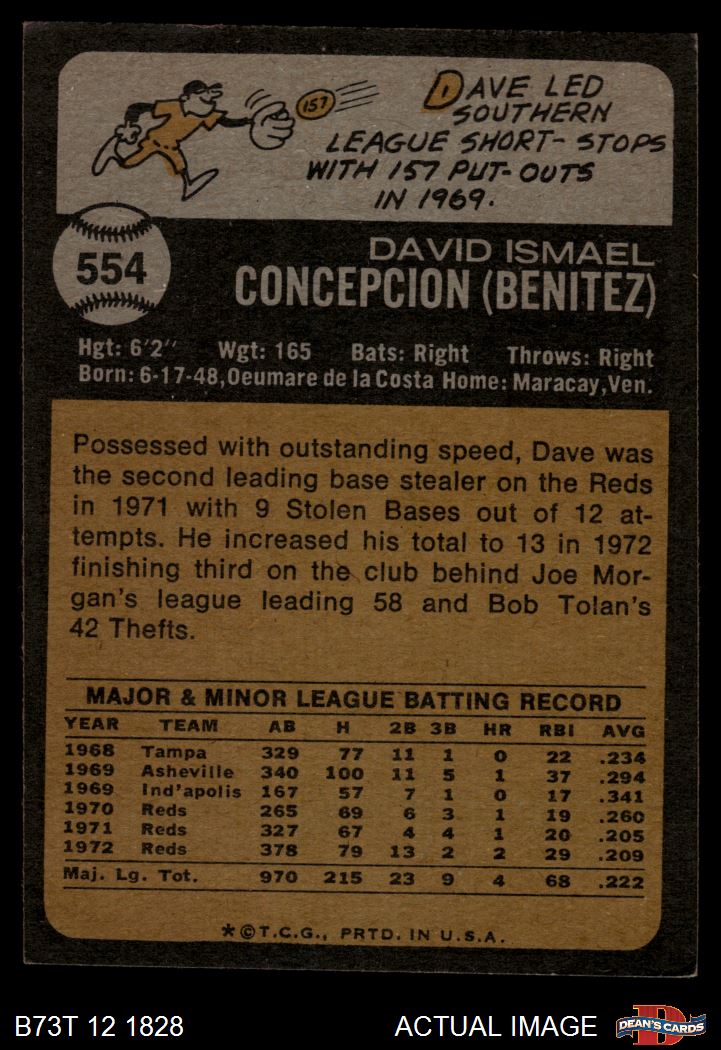 157
DAVE LED
SOUTHERN
LEAGUE SHORT-STOPS
WITH 157 PUT-OUTS
IN 1969.
554
DAVID ISMAEL
CONCEPCION (BENITEZ)
Hgt: 6'2" Wgt: 165 Bats: Right Throws: Right
Born: 6-17-48, Oeumare de la Costa Home: Maracay, Ven.
Possessed with outstanding speed, Dave was
the second leading base stealer on the Reds
in 1971 with 9 Stolen Bases out of 12 at-
tempts. He increased his total to 13 in 1972
finishing third on the club behind Joe Mor-
gan's league leading 58 and Bob Tolan's
42 Thefts.
MAJOR & MINOR LEAGUE BATTING RECORD
YEAR TEAM AB H 2B 3B HR RBI AVG
1968 Tampa 329 77 11 1 0 22 .234
1969 Asheville 340 100 11 5 1 37 .294
1969 Ind'apolis 167 57 7 1 0 17 .341
1970 Reds 265 69 6 3 1 19 .260
1971 Reds 327 67 4 4 1 20 .205
1972 Reds 378 79 13 2 2 29 .209
Maj. Lg. Tot. 970 215 23 9 4 68 .222
*©T.C.G., PRTD. IN U.S.A.
B73T 12 1828 ACTUAL IMAGE
D
DEAN'S CARDS